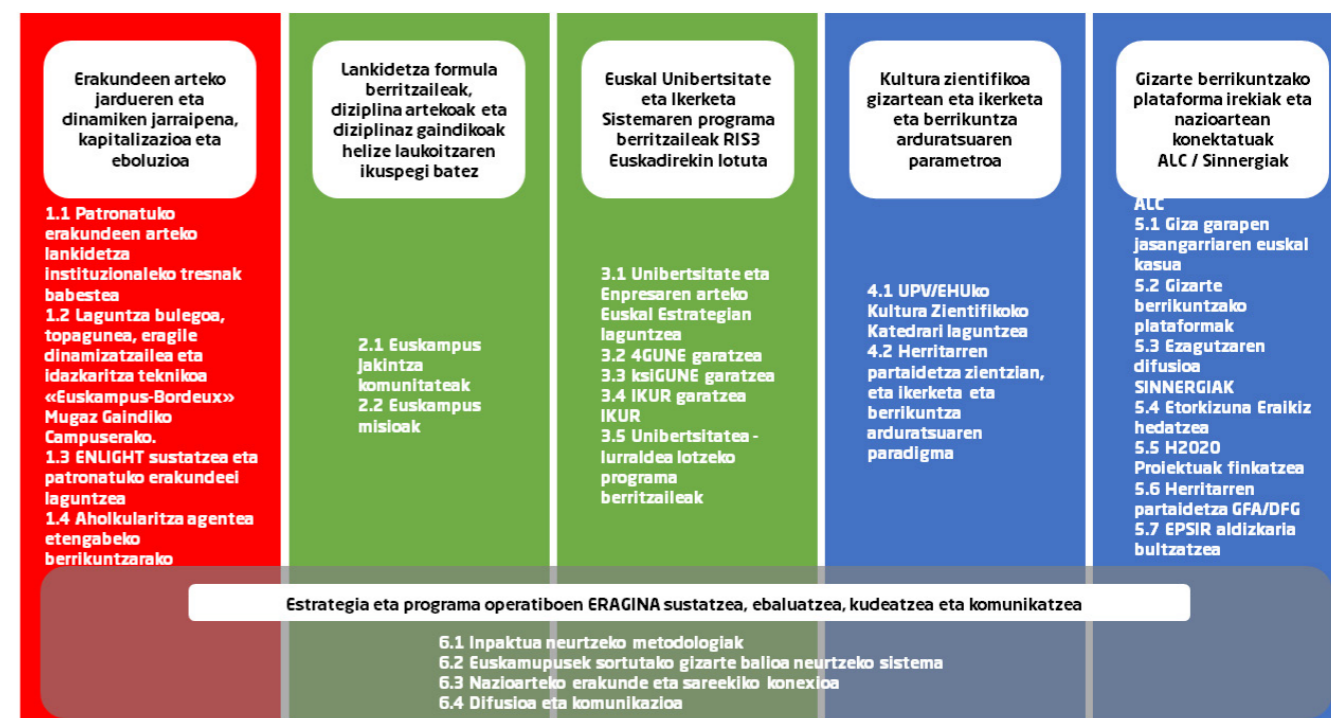 Erakundeen arteko
jardueren eta
dinamiken jarraipena,
kapitalizazioa eta
eboluzioa
1.1 Patronatuko
erakundeen arteko
lankidetza
instituzionaleko tresnak
babestea
1.2 Laguntza bulegoa,
topagunea, eragile
dinamizatzailea eta
idazkaritza teknikoa
«Euskampus-Bordeux»
Mugaz Gaindiko
Campuserako.
1.3 ENLIGHT sustatzea eta
patronatuko erakundeei
laguntzea
1.4 Aholkularitza agentea
etengabeko
berrikuntzarako
Lankidetza formula
berritzaileak,
diziplina artekoak eta
diziplinaz gaindikoak
helize laukoitzaren
ikuspegi batez
2.1 Euskampus
jakintza
komunitateak
2.2 Euskampus
misioak
Euskal Unibertsitate
eta Ikerketa
Sistemaren programa
berritzaileak RIS3
Euskadirekin lotuta
3.1 Unibertsitate eta
Enpresaren arteko
Euskal Estrategian
laguntzea
3.2 4GUNE garatzea
3.3 ksiGUNE garatzea
3.4 IKUR garatzea
IKUR
3.5 Unibertsitatea -
lurraldea lotzeko
programa
berritzaileak
Kultura zientifikoa
gizartean eta ikerketa
eta berrikuntza
arduratsuaren
parametroa
4.1 UPV/EHUko
Kultura Zientifikoko
Katedrari laguntzea
4.2 Herritarren
partaidetza zientzian,
eta ikerketa eta
berrikuntza
arduratsuaren
paradigma
Gizarte berrikuntzako
plataforma irekiak eta
nazioartean
konektatuak
ALC / Sinnergiak
ALC
5.1 Giza garapen
jasangarriaren euskal
kasua
5.2 Gizarte
berrikuntzako
plataformak
5.3 Ezagutzaren
difusioa
SINNERGIAK
5.4 Etorkizuna Eraikiz
hedatzea
5.5 H2020
Proiektuak finkatzea
5.6 Herritarren
partaidetza GFA/DFG
5.7 EPSIR aldizkaria
bultzatzea
Estrategia eta programa operatiboen ERAGINA sustatzea, ebaluatzea, kudeatzea eta komunikatzea
6.1 Inpaktua neurtzeko metodologiak
6.2 Euskamupusek sortutako gizarte balioa neurtzeko sistema
6.3 Nazioarteko erakunde eta sareekiko konexioa
6.4 Difusioa eta komunikazioa